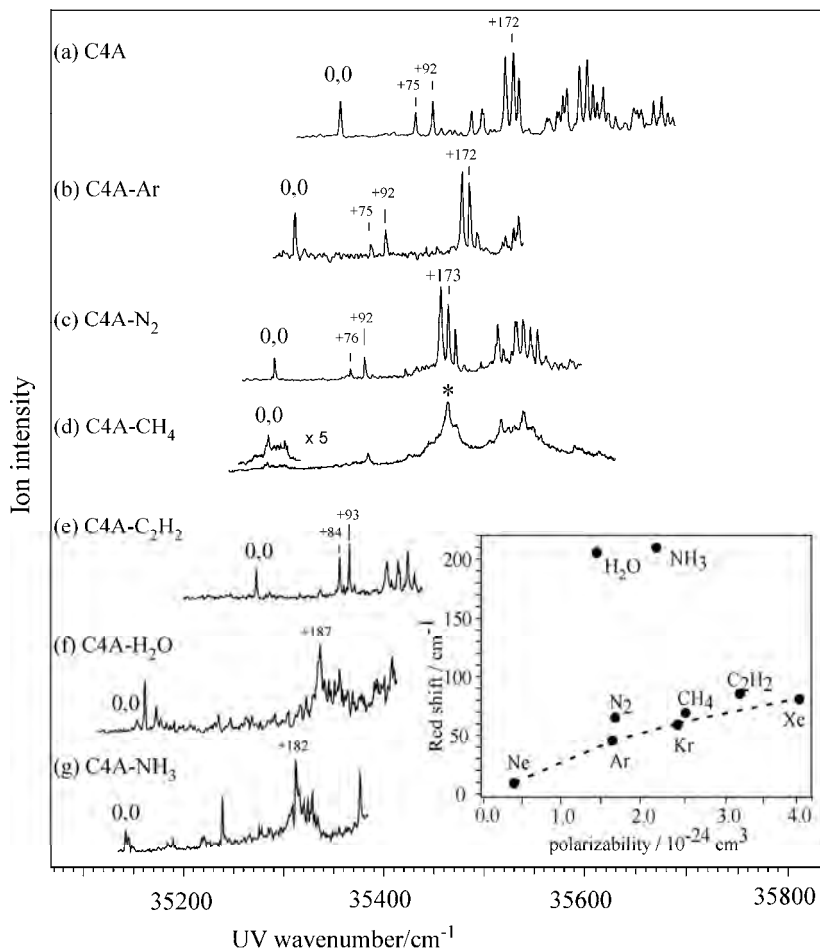 (a) C4A
0,0
+75
+92
+172
(b) C4A-Ar
0,0
+75
+92
+172
(c) C4A-N₂
0,0
+76
+92
+173
(d) C4A-CH₄
0,0
x 5
*
(e) C4A-C₂H₂
0,0
+84
+93
(f) C4A-H₂O
0,0
+187
(g) C4A-NH₃
0,0
+182
Ion intensity
35200
35400
35600
35800
UV wavenumber/cm⁻¹
Red shift / cm⁻¹
200
150
100
50
0
H₂O
NH₃
N₂
CH₄
C₂H₂
Ne
Ar
Kr
Xe
0.0
1.0
2.0
3.0
4.0
polarizability / 10⁻²⁴ cm³